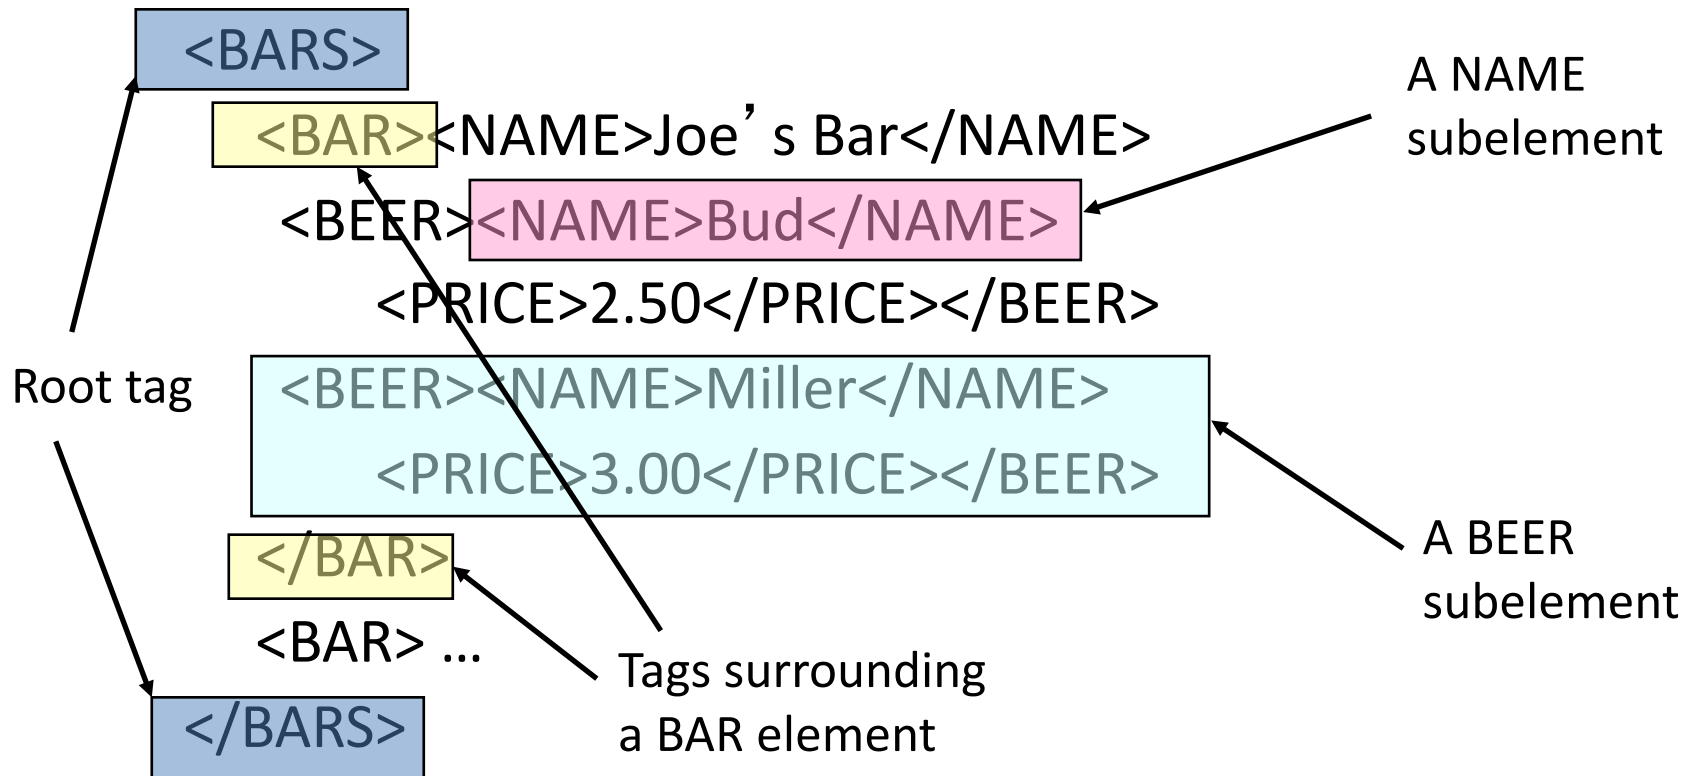 <BARS>
<BAR><NAME>Joe’s Bar</NAME>
<BEER><NAME>Bud</NAME>
<PRICE>2.50</PRICE></BEER>
<BEER><NAME>Miller</NAME>
<PRICE>3.00</PRICE></BEER>
</BAR>
<BAR> ...
</BARS>
Root tag
A NAME
subelement
A BEER
subelement
Tags surrounding
a BAR element